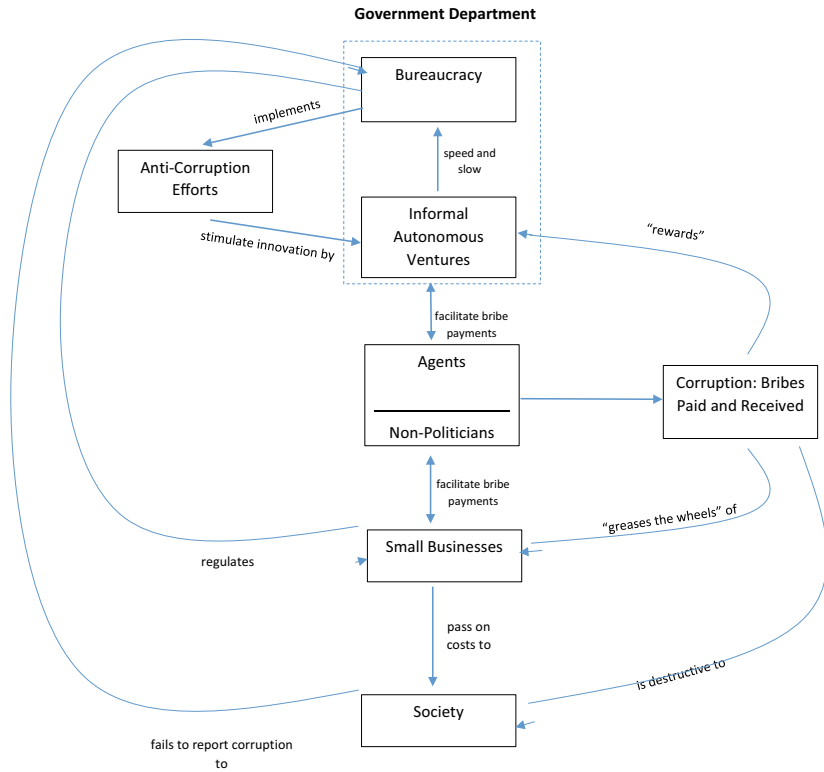 Government Department
Bureaucracy
implements
speed and
slow
Anti-Corruption
Efforts
Informal
Autonomous
Ventures
stimulate innovation by
"rewards"
facilitate bribe
payments
Agents
Non-Politicians
Corruption: Bribes
Paid and Received
facilitate bribe
payments
"greases the wheels" of
Small Businesses
regulates
pass on
costs to
is destructive to
Society
fails to report corruption
to